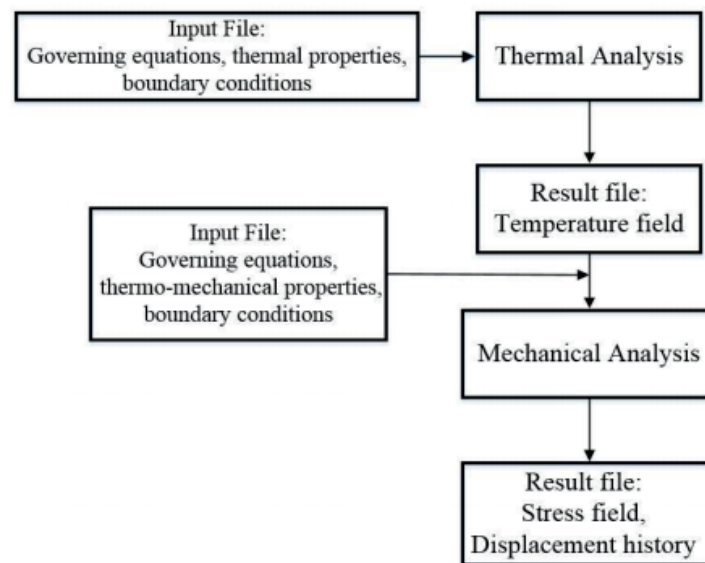 Input File:
Governing equations, thermal properties,
boundary conditions
Thermal Analysis
Result file:
Temperature field
Input File:
Governing equations,
thermo-mechanical properties,
boundary conditions
Mechanical Analysis
Result file:
Stress field,
Displacement history